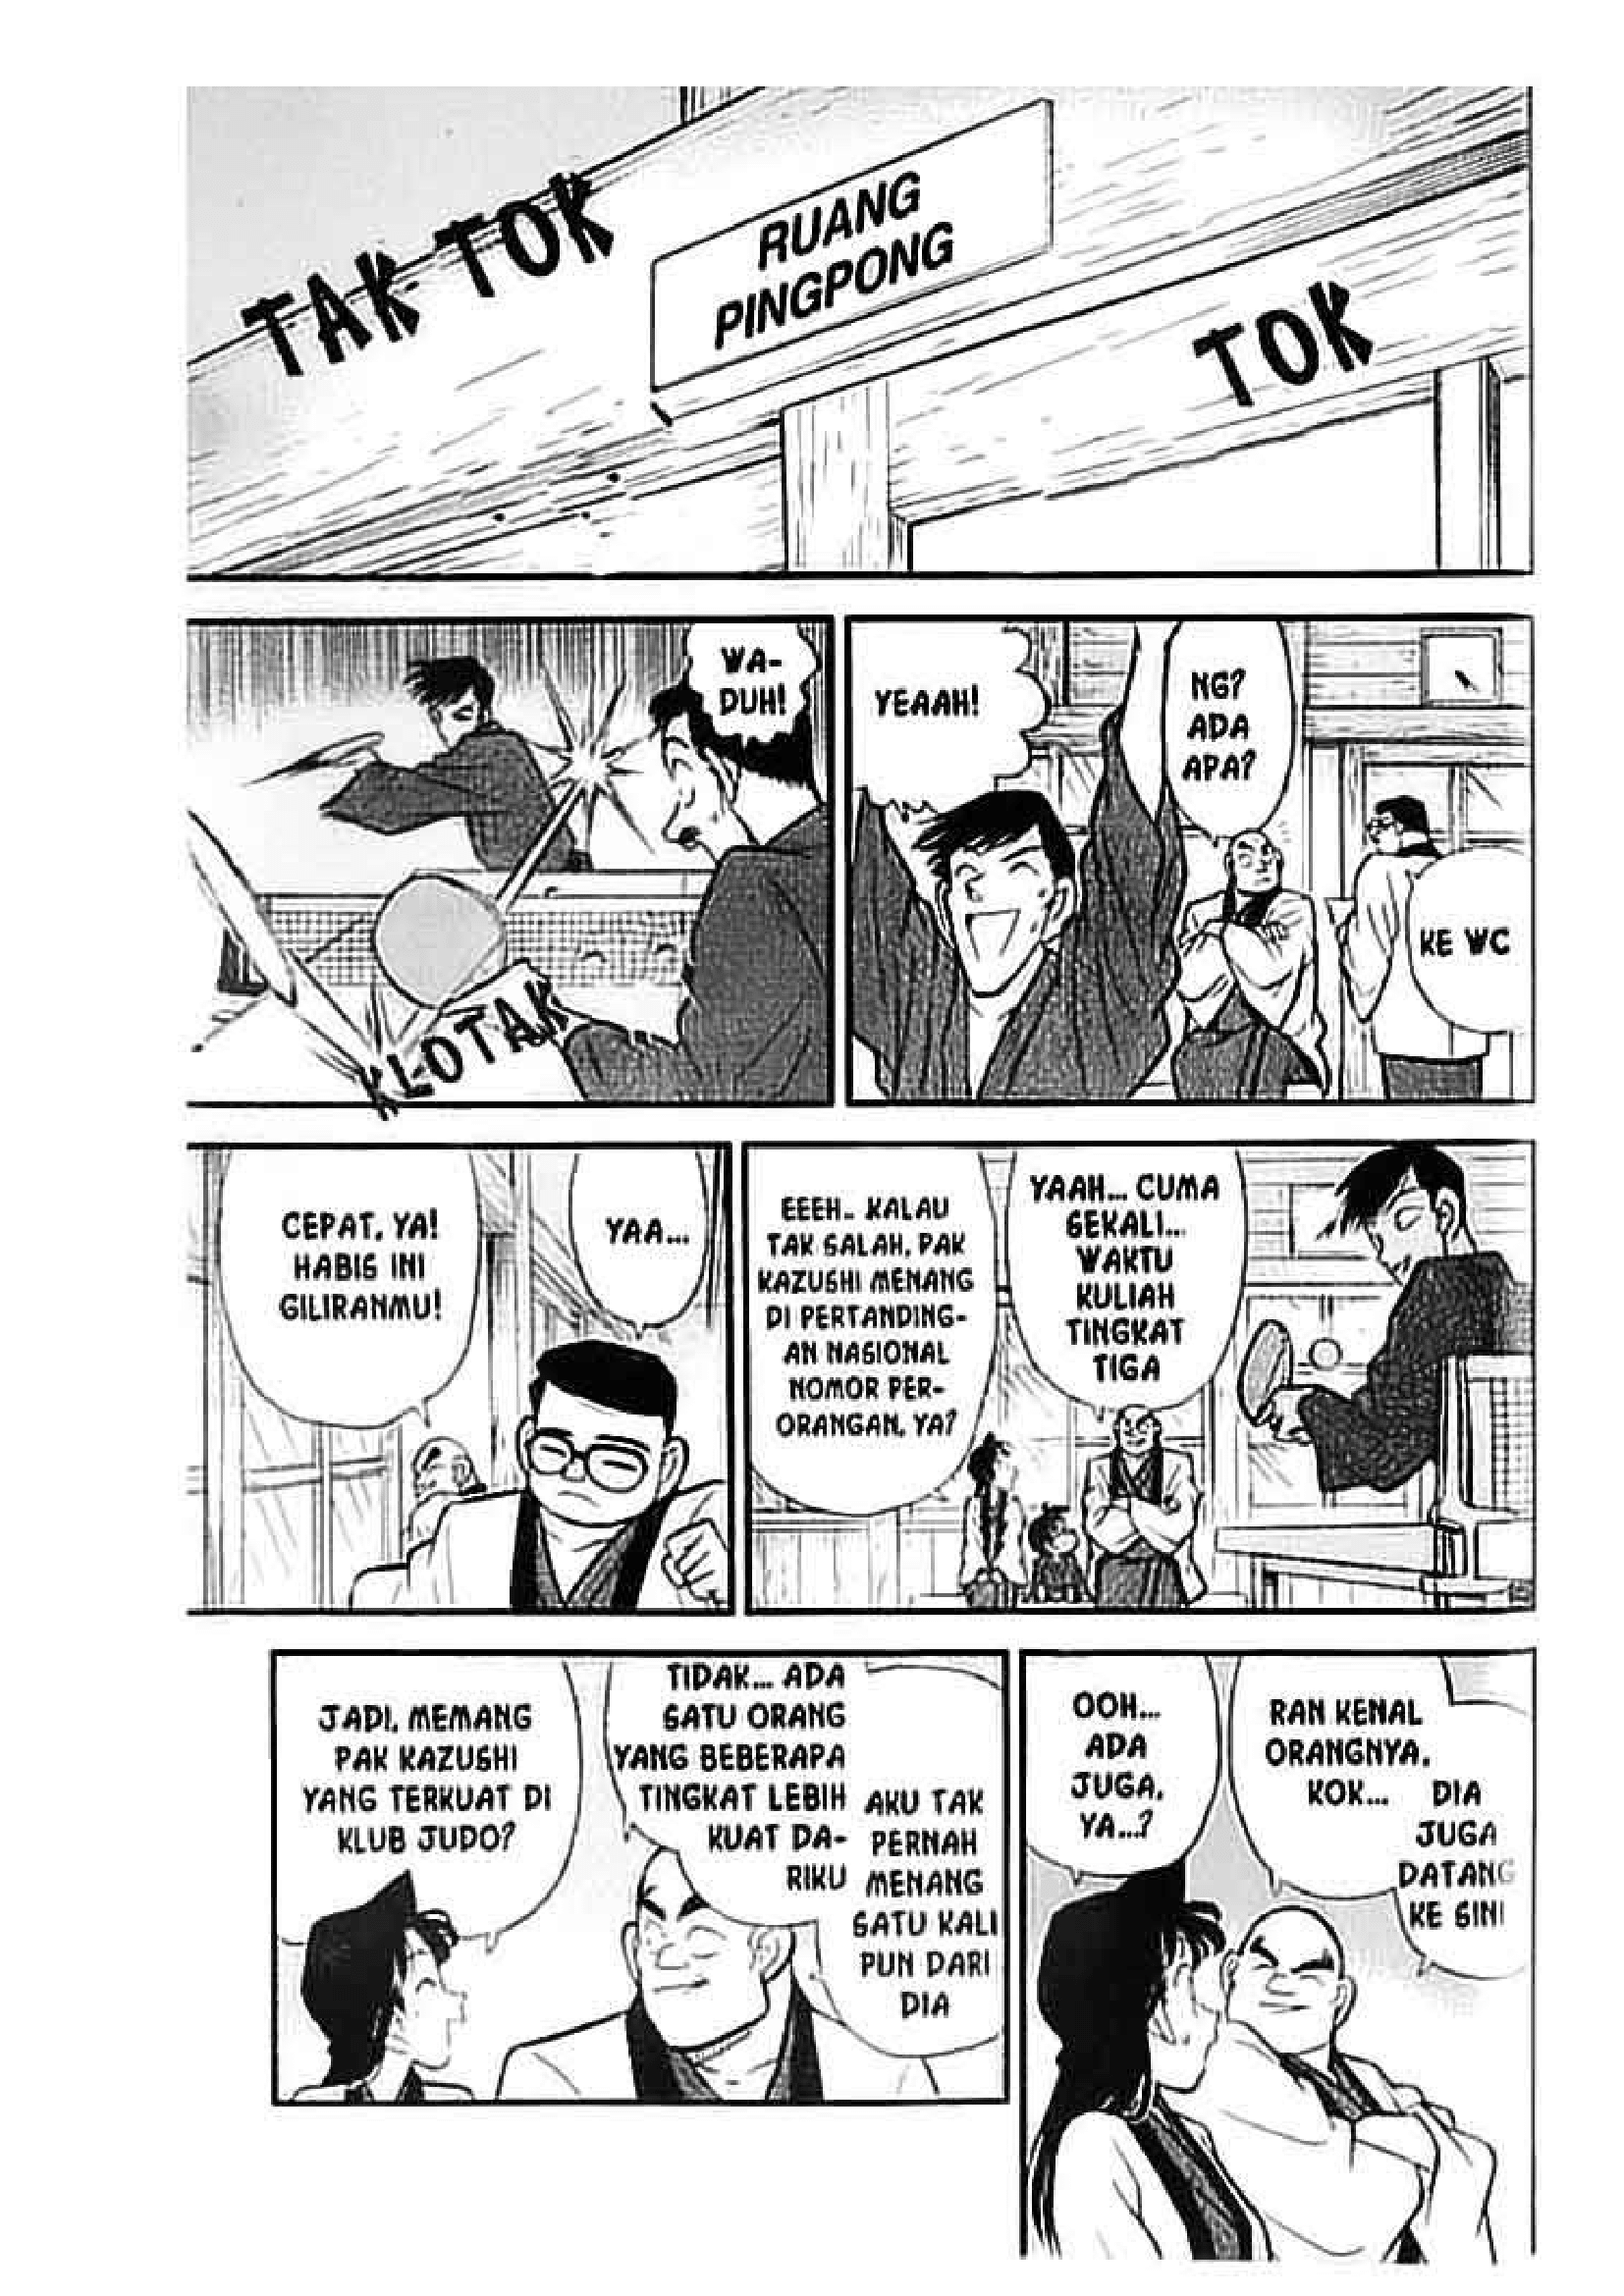 TAK TOK
RUANG
PINGPONG
TOK
WA-
DUH!
KLOTAK
YEAAH!
NG?
ADA
APA?
KE WC
CEPAT, YA!
HABIS INI
GILIRANMU!
YAA...
EEEH.. KALAU
TAK SALAH, PAK
KAZUSHI MENANG
DI PERTANDING-
AN NASIONAL
NOMOR PER-
ORANGAN, YA?
YAAH... CUMA
SEKALI...
WAKTU
KULIAH
TINGKAT
TIGA
JADI, MEMANG
PAK KAZUSHI
YANG TERKUAT DI
KLUB JUDO?
TIDAK... ADA
SATU ORANG
YANG BEBERAPA
TINGKAT LEBIH
KUAT DA-
RIKU
AKU TAK
PERNAH
MENANG
SATU KALI
PUN DARI
DIA
OOH...
ADA
JUGA,
YA...?
RAN KENAL
ORANGNYA,
KOK...
DIA
JUGA
DATANG
KE SINI